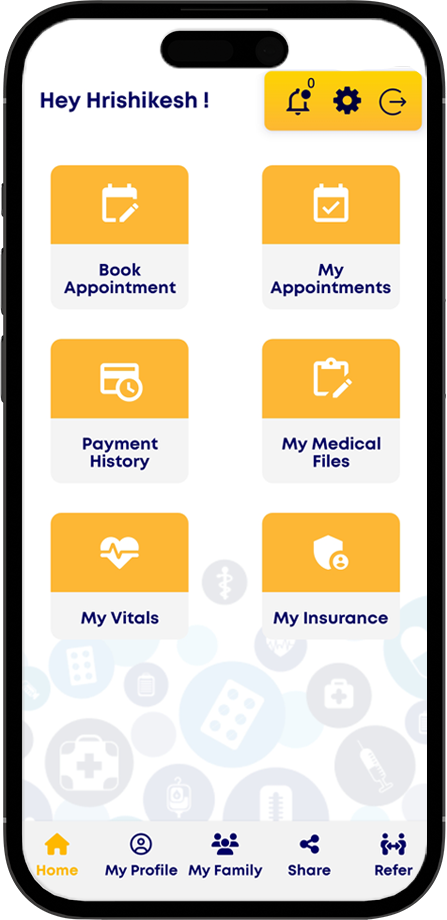 0
Hey Hrishikesh !
Book
Appointment
My
Appointments
Payment
History
My Medical
Files
My Vitals
My Insurance
Home
My Profile
My Family
Share
Refer